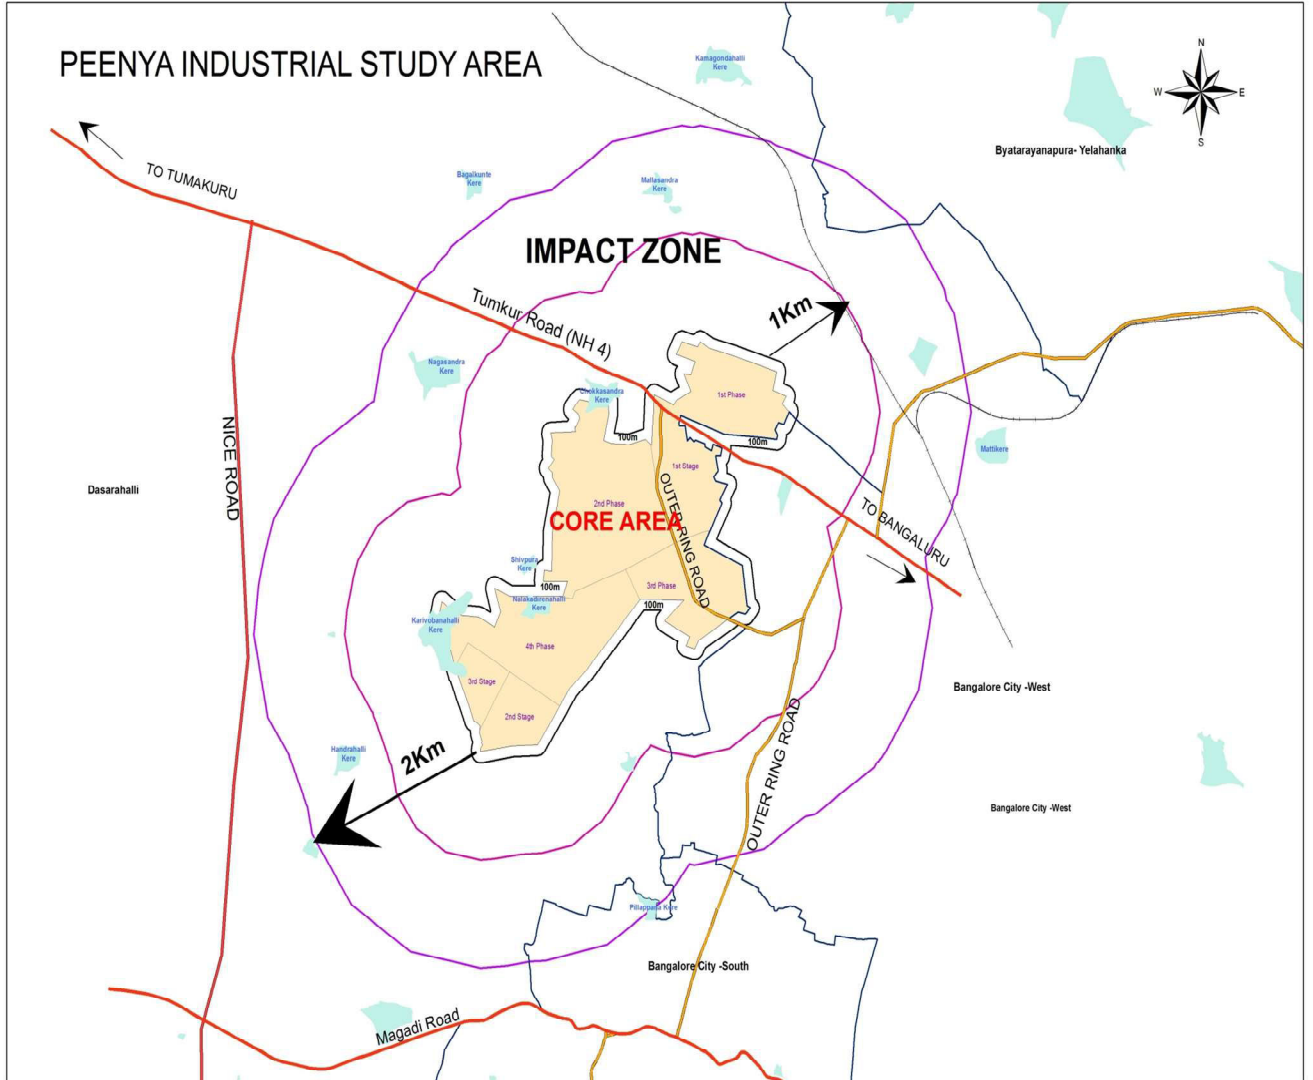 PEENYA INDUSTRIAL STUDY AREA
Kamagondahalli
Kere
N
W
E
S
Byatarayanapura- Yelahanka
TO TUMAKURU
Bagalkunte
Kere
Mallasandra
Kere
IMPACT ZONE
1Km
Tumkur Road (NH 4)
Nagasandra
Kere
Chokkasandra
Kere
1st Phase
NICE ROAD
100m
100m
Mattikere
1st Stage
Dasarahalli
2nd Phase
OUTER RING ROAD
CORE AREA
TO BANGALURU
Shivpura
Kere
100m
3rd Phase
Nalakadirenahalli
Kere
100m
Karivobanahalli
Kere
4th Phase
3rd Stage
Bangalore City -West
2nd Stage
Handrahalli
Kere
2Km
OUTER RING ROAD
Bangalore City -West
Pillappana Kere
Bangalore City -South
Magadi Road